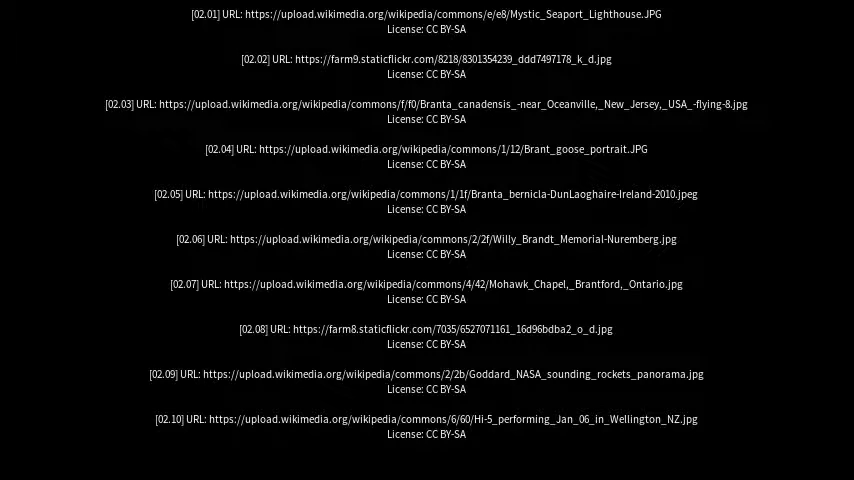 [02.01] URL: https://upload.wikimedia.org/wikipedia/commons/e/e8/Mystic_Seaport_Lighthouse.JPG
License: CC BY-SA
[02.02] URL: https://farm9.staticflickr.com/8218/8301354239_ddd7497178_k_d.jpg
License: CC BY-SA
[02.03] URL: https://upload.wikimedia.org/wikipedia/commons/f/f0/Branta_canadensis_-near_Oceanville,_New_Jersey,_USA_-flying-8.jpg
License: CC BY-SA
[02.04] URL: https://upload.wikimedia.org/wikipedia/commons/1/12/Brant_goose_portrait.JPG
License: CC BY-SA
[02.05] URL: https://upload.wikimedia.org/wikipedia/commons/1/1f/Branta_bernicla-DunLaoghaire-Ireland-2010.jpeg
License: CC BY-SA
[02.06] URL: https://upload.wikimedia.org/wikipedia/commons/2/2f/Willy_Brandt_Memorial-Nuremberg.jpg
License: CC BY-SA
[02.07] URL: https://upload.wikimedia.org/wikipedia/commons/4/42/Mohawk_Chapel,_Brantford,_Ontario.jpg
License: CC BY-SA
[02.08] URL: https://farm8.staticflickr.com/7035/6527071161_16d96bdba2_o_d.jpg
License: CC BY-SA
[02.09] URL: https://upload.wikimedia.org/wikipedia/commons/2/2b/Goddard_NASA_sounding_rockets_panorama.jpg
License: CC BY-SA
[02.10] URL: https://upload.wikimedia.org/wikipedia/commons/6/60/Hi-5_performing_Jan_06_in_Wellington_NZ.jpg
License: CC BY-SA